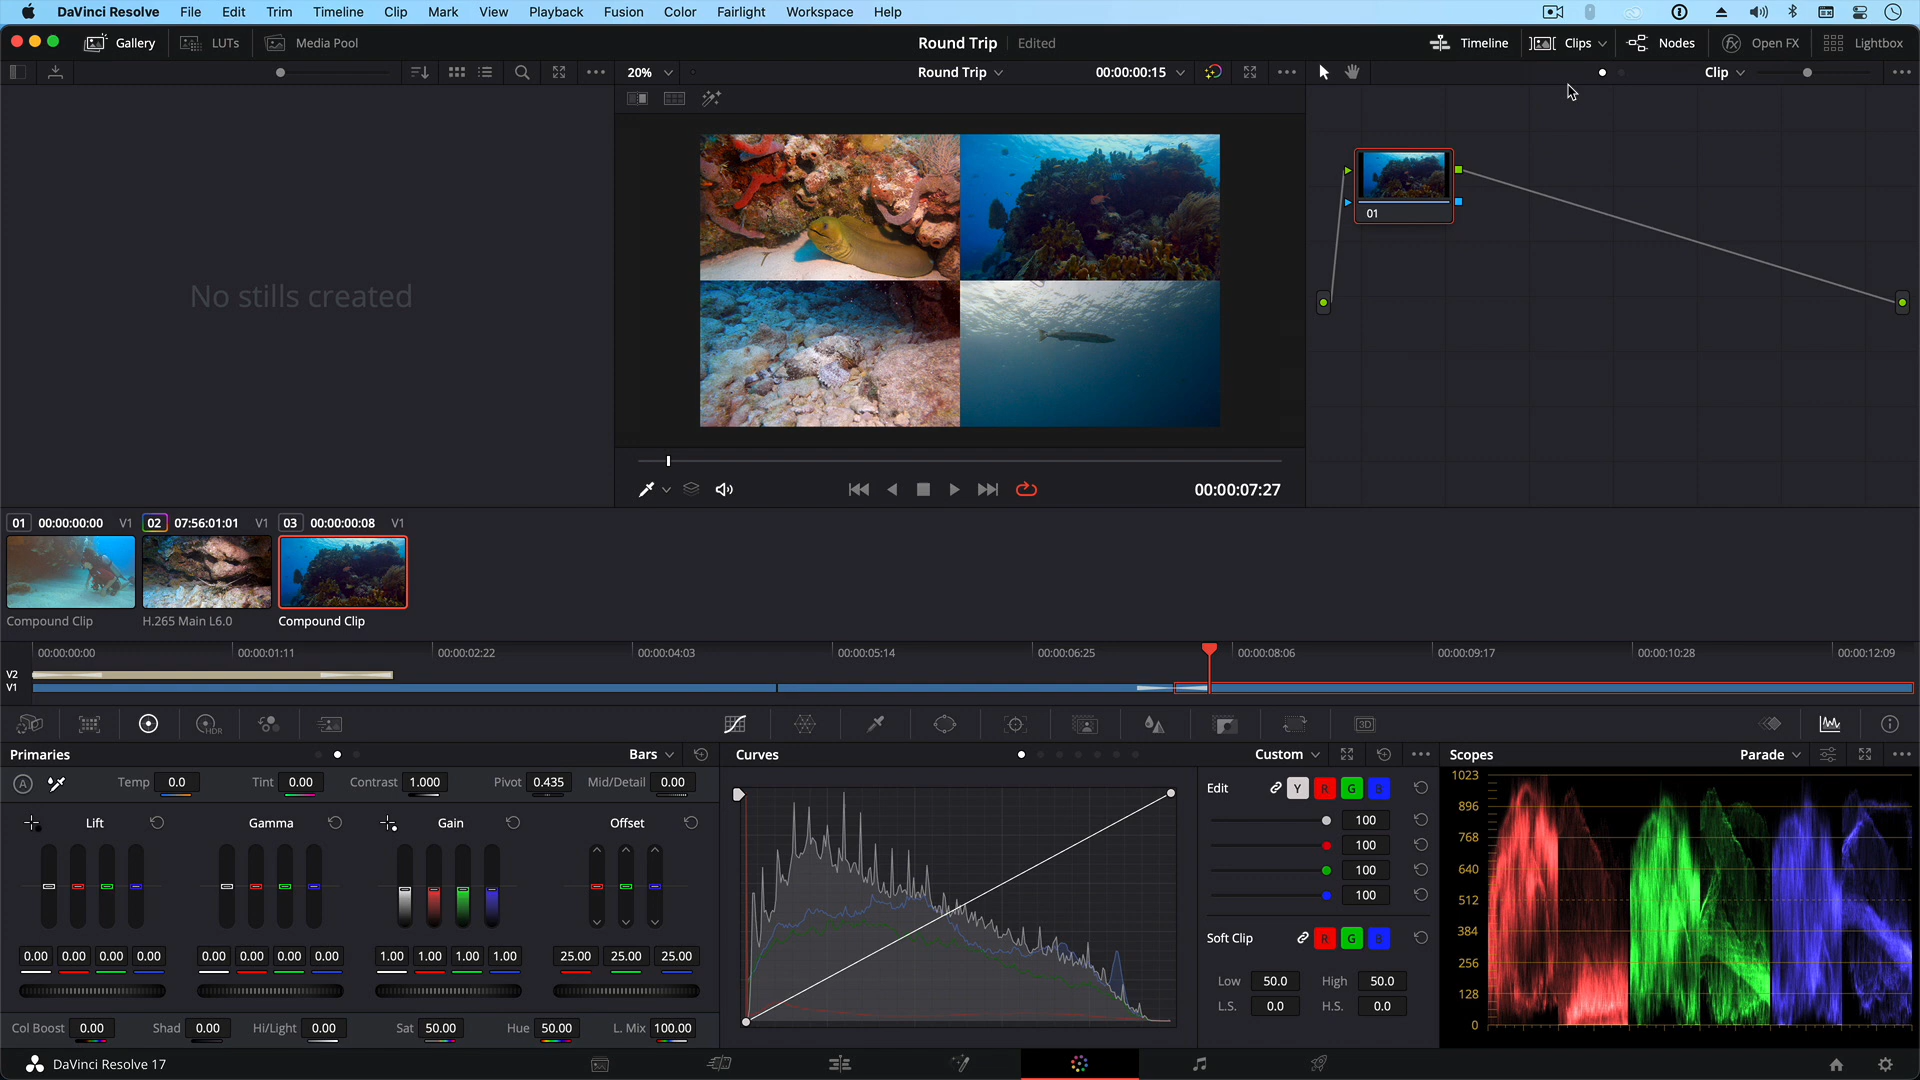 DaVinci Resolve File Edit Trim Timeline Clip Mark View Playback Fusion Color Fairlight Workspace Help
Gallery LUTs Media Pool Round Trip Edited Timeline Clips Nodes Open FX Lightbox
20% Round Trip 00:00:00:15 Clip
01
No stills created
00:00:07:27
01 00:00:00:00 V1 02 07:56:01:01 V1 03 00:00:00:08 V1
Compound Clip H.265 Main L6.0 Compound Clip
00:00:00:00 00:00:01:11 00:00:02:22 00:00:04:03 00:00:05:14 00:00:06:25 00:00:08:06 00:00:09:17 00:00:10:28 00:00:12:09
V2
V1
HDR 3D
Primaries Bars Curves Custom Scopes Parade
A Temp 0.0 Tint 0.00 Contrast 1.000 Pivot 0.435 Mid/Detail 0.00
Edit Y R G B
Lift Gamma Gain Offset
100
100
100
100
Soft Clip R G B
0.00 0.00 0.00 0.00 0.00 0.00 0.00 0.00 1.00 1.00 1.00 1.00 25.00 25.00 25.00
Low 50.0 High 50.0
L.S. 0.0 H.S. 0.0
Col Boost 0.00 Shad 0.00 Hi/Light 0.00 Sat 50.00 Hue 50.00 L. Mix 100.00
1023
896
768
640
512
384
256
128
0
DaVinci Resolve 17